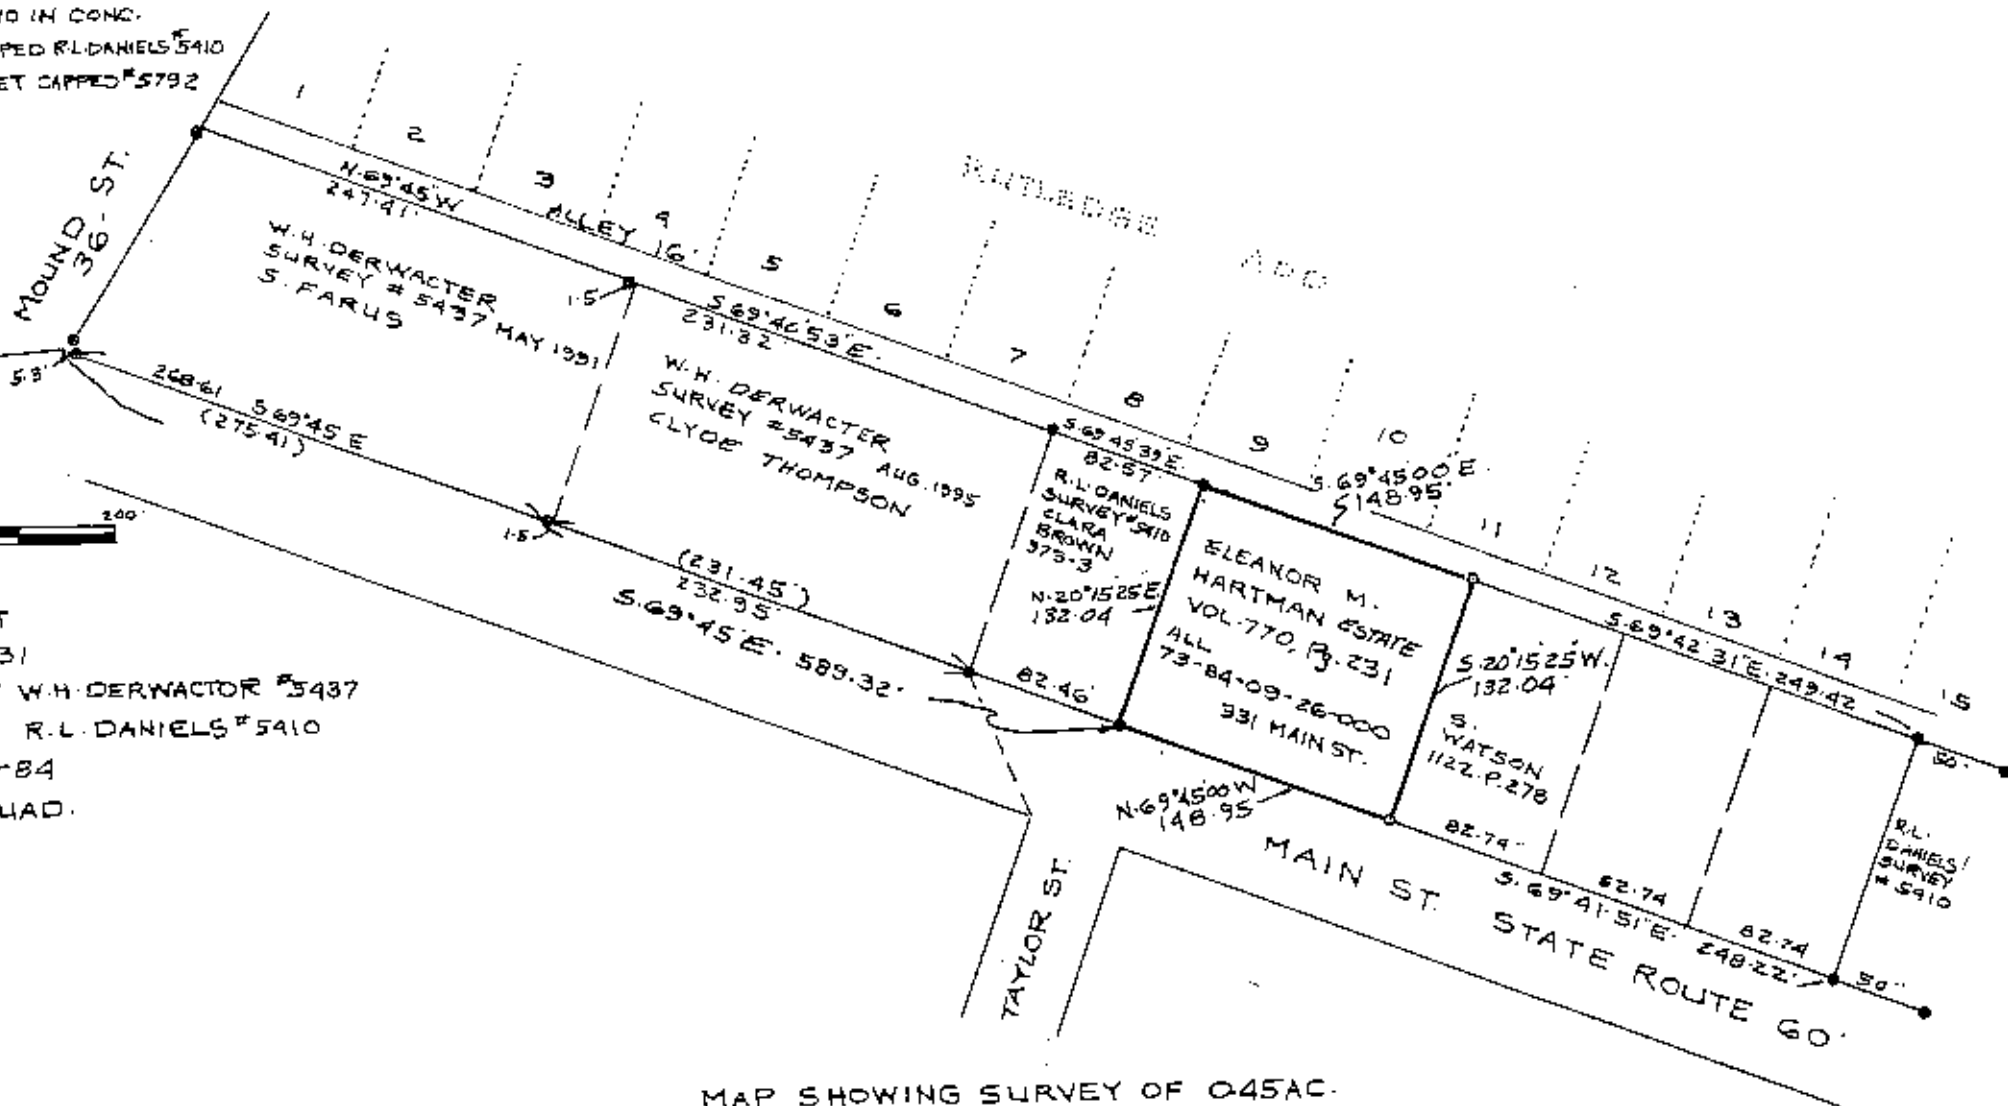 IN CONC.
R.L. DANIELS #5410
CAPPED #5792
MOUND ST.
36
1
2
3
4
5
6
7
8
9
10
11
12
13
14
15
RUTLEDGE ADD
N.69°45'W
247.41'
ALLEY 16'
W.H. DERWACTER
SURVEY # 5437 MAY 1991
S. FARUS
1.5'
5.3'
268.61
S 69°45 E
(275.41)
200'
S.69°46'53"E.
231.32
W.H. DERWACTER
SURVEY #5437 AUG. 1995
CLYDE THOMPSON
1.5'
(231.45')
232.95'
S.69°45'E. 589.32'
S.69°45'39"E.
82.57'
R.L. DANIELS
SURVEY #5410
CLARA
BROWN
973-3
N.20°15'25"E.
132.04
82.46'
S.69°45'00 E.
148.95'
ELEANOR M.
HARTMAN ESTATE
VOL.770, Pg.231
ALL
73-84-09-26-000
931 MAIN ST.
N.69°45'00 W
148.95
S.20°15'25"W.
132.04'
S.
WATSON
1122.P.278
S.69°42'31"E. 249.42
50'
R.L.
DANIELS
SURVEY
# 5410
82.74'
82.74
82.74
S.69°41'51"E. 248.22'
50'
MAIN ST. STATE ROUTE 60'
TAYLOR ST.
31
W.H. DERWACTOR #5437
R.L. DANIELS #5410
-84
MAP SHOWING SURVEY OF 0.45AC.